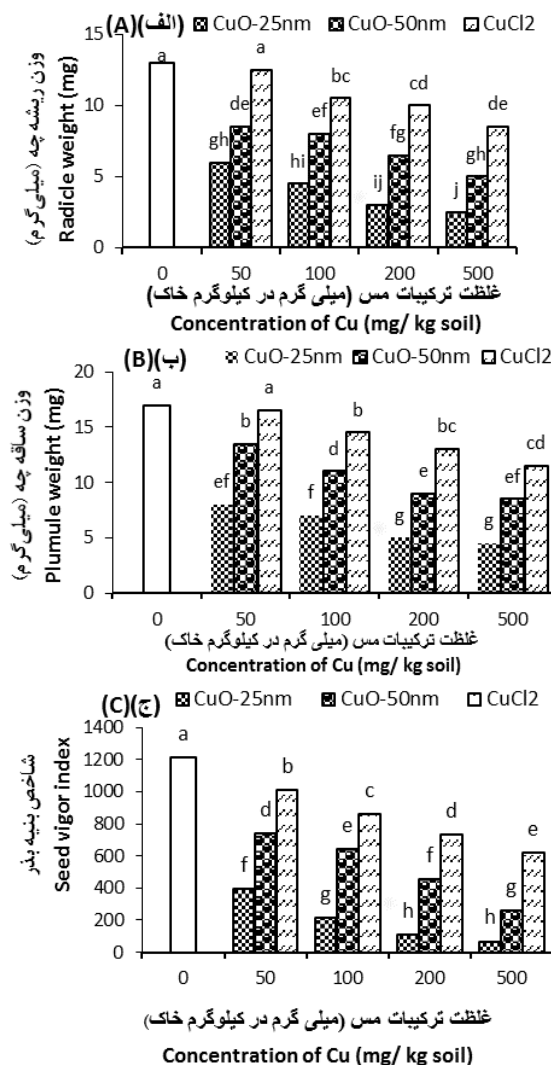 (A)(الف) CuO-25nm CuO-50nm CuCl2
وزن ریشه چه (میلی‌گرم)
Radicle weight (mg)
15
10
5
0
a
gh de a
hi ef bc
ij fg cd
j gh de
0 50 100 200 500
غلظت ترکیبات مس (میلی گرم در کیلوگرم خاک)
Concentration of Cu (mg/ kg soil)
(B)(ب) CuO-25nm CuO-50nm CuCl2
وزن ساقه چه (میلی‌گرم)
Plumule weight (mg)
20
15
10
5
0
a
ef b a
f d b
g e bc
g ef cd
0 50 100 200 500
غلظت ترکیبات مس (میلی گرم در کیلوگرم خاک)
Concentration of Cu (mg/ kg soil)
(C)(ج) CuO-25nm CuO-50nm CuCl2
شاخص بنیه بذر
Seed vigor index
1400
1200
1000
800
600
400
200
0
a
f d b
g e c
h f d
h g e
0 50 100 200 500
غلظت ترکیبات مس (میلی گرم در کیلوگرم خاک)
Concentration of Cu (mg/ kg soil)